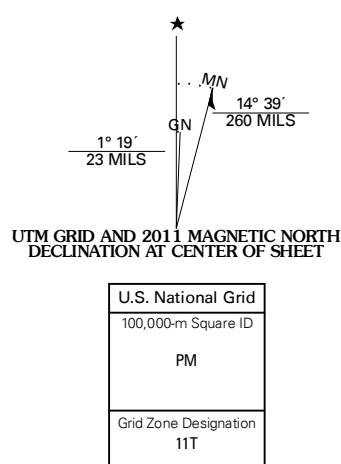 MN
GN
14° 39´
260 MILS
1° 19´
23 MILS
UTM GRID AND 2011 MAGNETIC NORTH
DECLINATION AT CENTER OF SHEET
U.S. National Grid
100,000-m Square ID
PM
Grid Zone Designation
11T